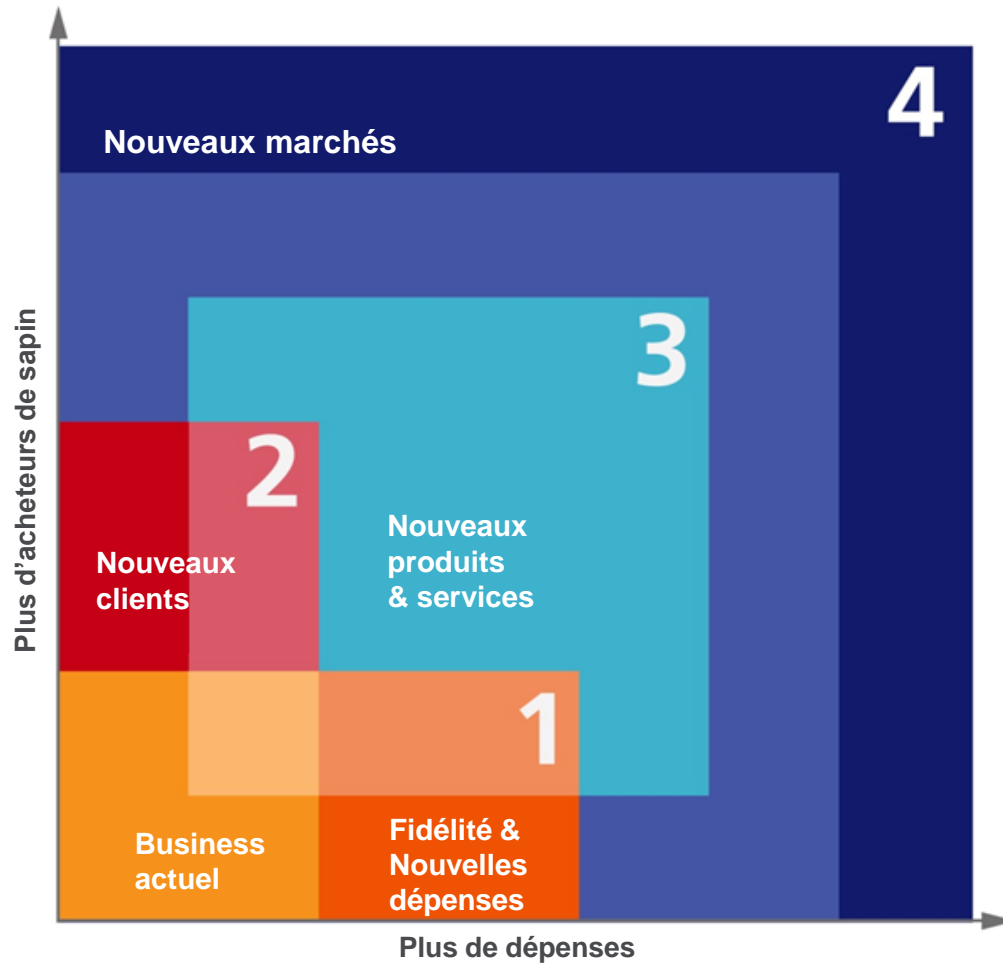 4
Nouveaux marchés
3
2
Nouveaux
clients
Nouveaux
produits
& services
1
Business
actuel
Fidélité &
Nouvelles
dépenses
Plus d'acheteurs de sapin
Plus de dépenses